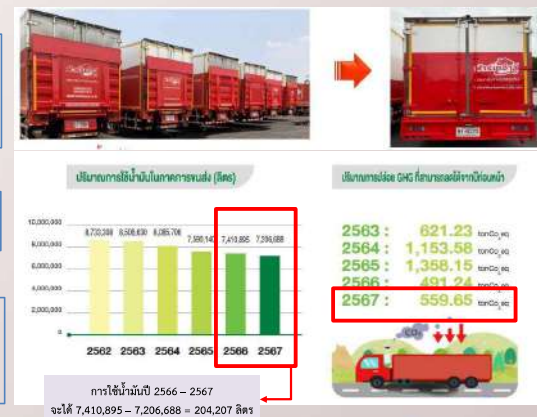 ปริมาณการใช้น้ำมันในภาคการขนส่ง (ลิตร)
10,000,000
8,000,000
6,000,000
4,000,000
2,000,000
0
8,733,308 8,508,630 8,085,706 7,590,140 7,410,895 7,206,688
2562 2563 2564 2565 2566 2567
การใช้น้ำมันปี 2566 – 2567
จะได้ 7,410,895 – 7,206,688 = 204,207 ลิตร
ปริมาณการปล่อย GHG ที่สามารถลดได้จากปีก่อนหน้า
2563 : 621.23 tonCo₂eq
2564 : 1,153.58 tonCo₂eq
2565 : 1,358.15 tonCo₂eq
2566 : 491.24 tonCo₂eq
2567 : 559.65 tonCo₂eq
CO₂